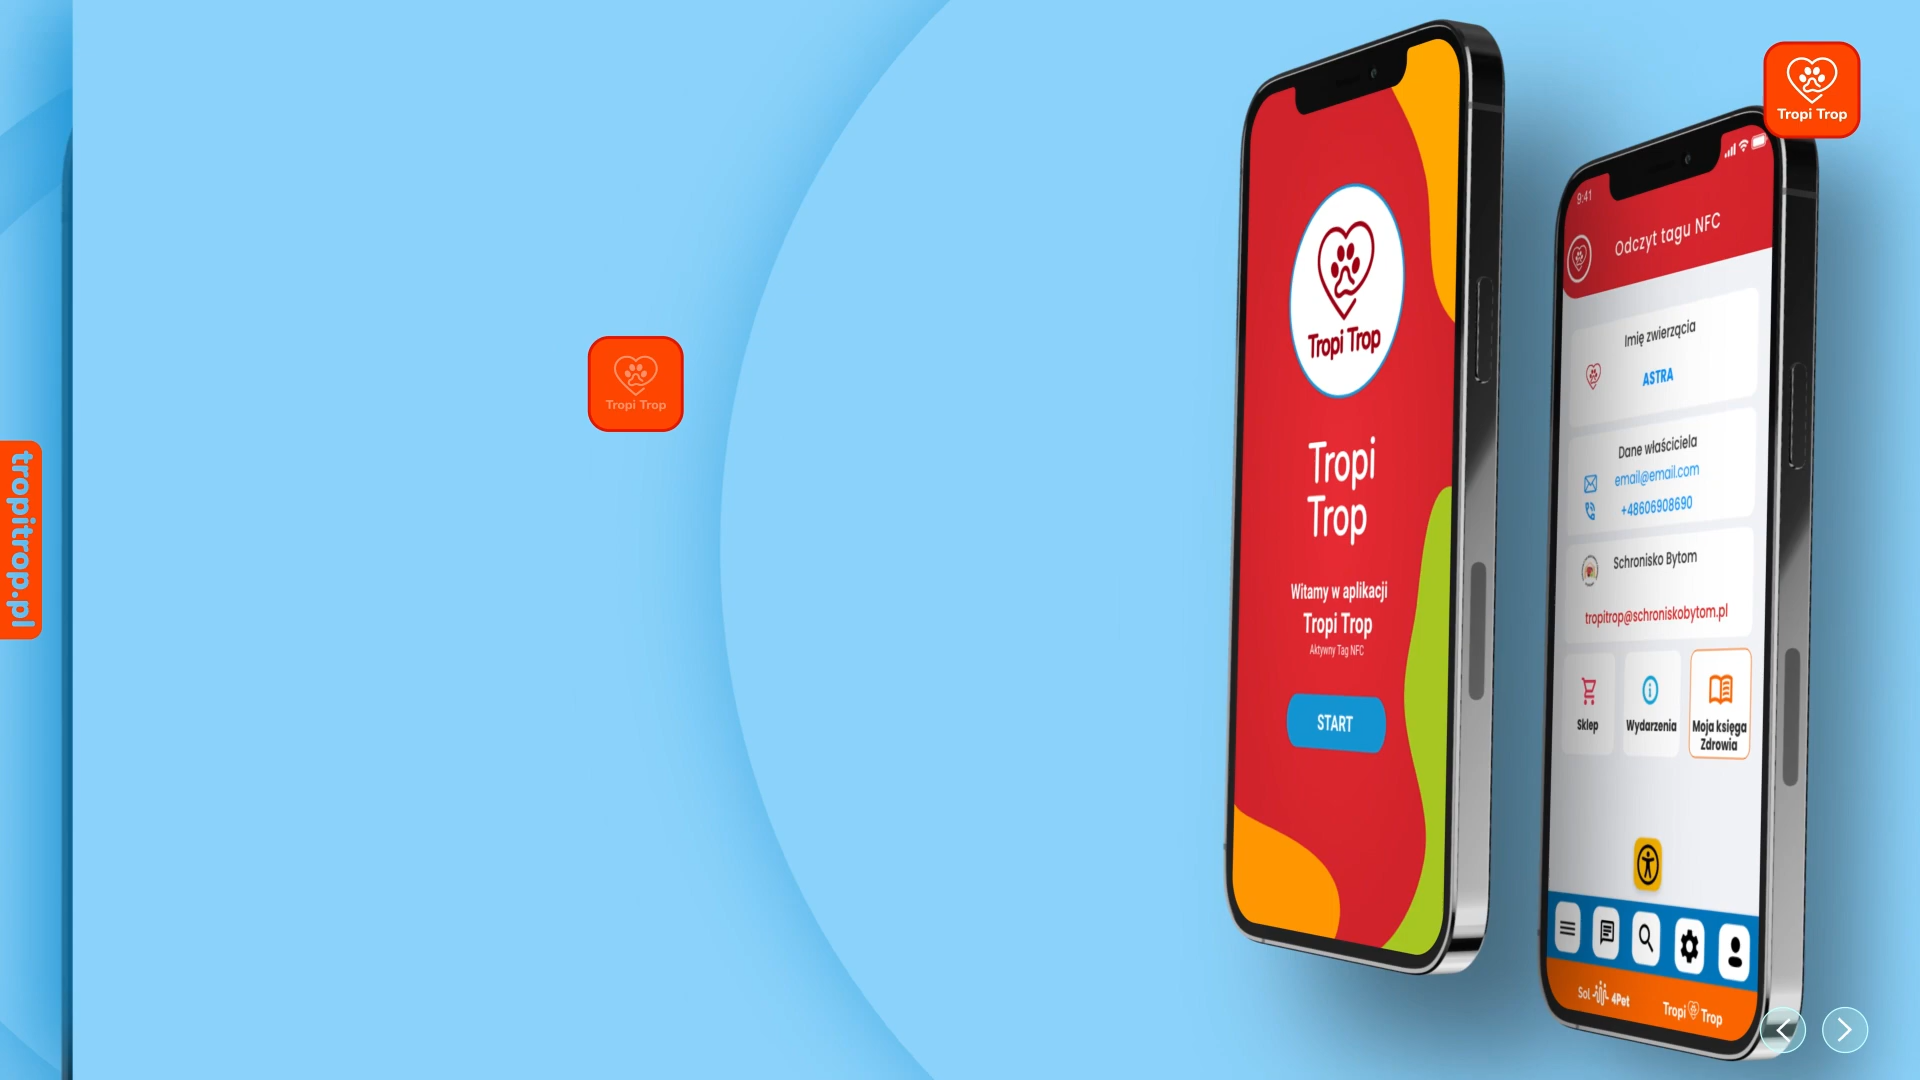 tropitrop.pl
Tropi Trop
Tropi Trop
Tropi
Trop
Witamy w aplikacji
Tropi Trop
Aktywny Tag NFC
START
Tropi Trop
9:41
Odczyt tagu NFC
Imię zwierzącia
ASTRA
Dane właściciela
email@email.com
+48606908690
Schronisko Bytom
tropitrop@schroniskobytom.pl
Sklep
Wydarzenia
Moja księga
Zdrowia
Sol 4Pet
Tropi Trop